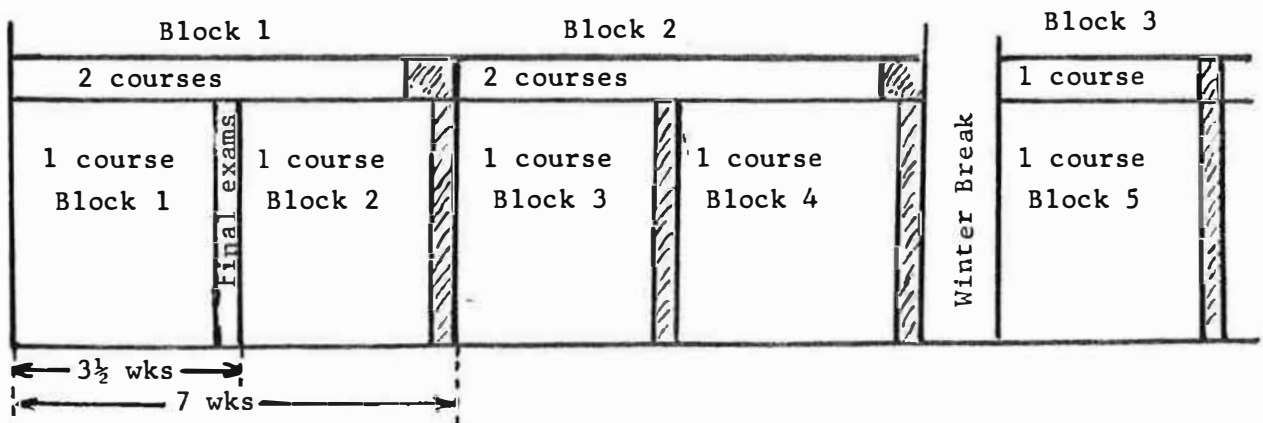 Block 1
Block 2
Block 3
2 courses
2 courses
1 course
1 course
Block 1
Final exams
1 course
Block 2
1 course
Block 3
1 course
Block 4
Winter Break
1 course
Block 5
3½ wks
7 wks